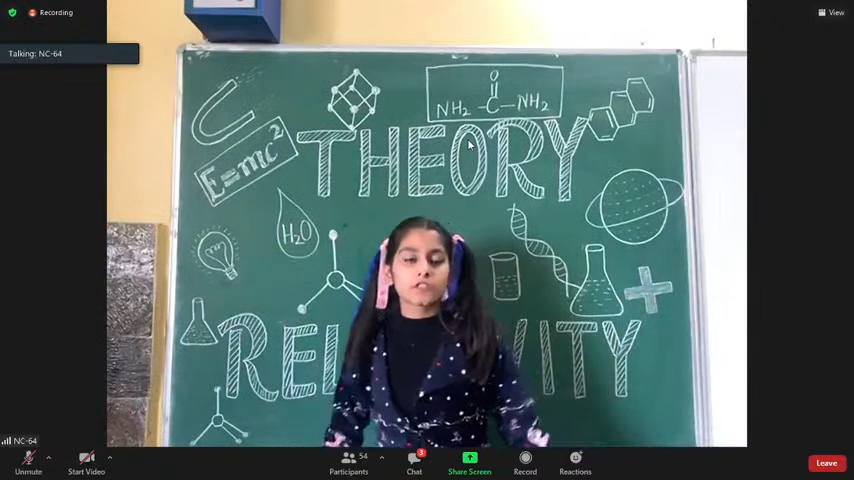 Recording
View
Talking: NC-64
O
NH2 -C- NH2
THEORY
E=mc²
H₂O
REL VITY
NC-64
Unmute
Start Video
Participants
54
Chat
3
Share Screen
Record
Reactions
Leave